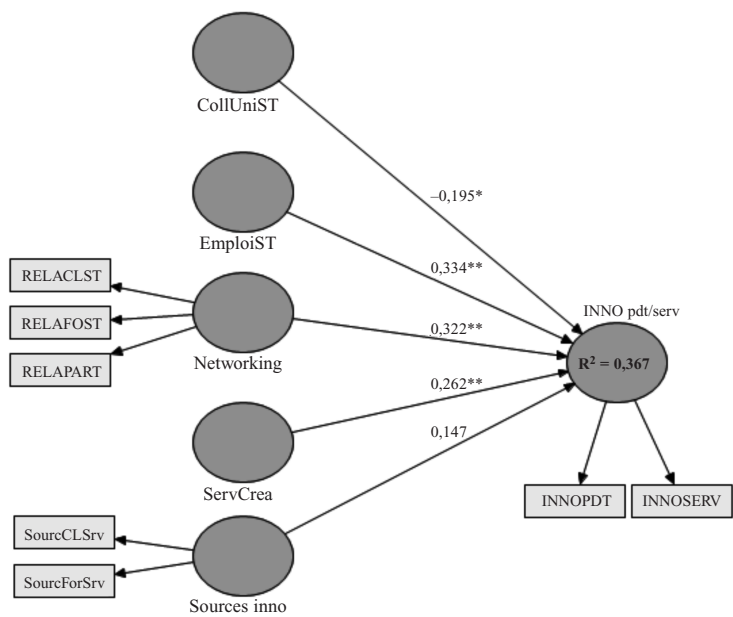 CollUniST
–0,195*
EmploiST
0,334**
RELACLST
RELAFOST
RELAPART
Networking
0,322**
INNO pdt/serv
R² = 0,367
0,262**
ServCrea
0,147
INNOPDT
INNOSERV
SourcCLSrv
SourcForSrv
Sources inno